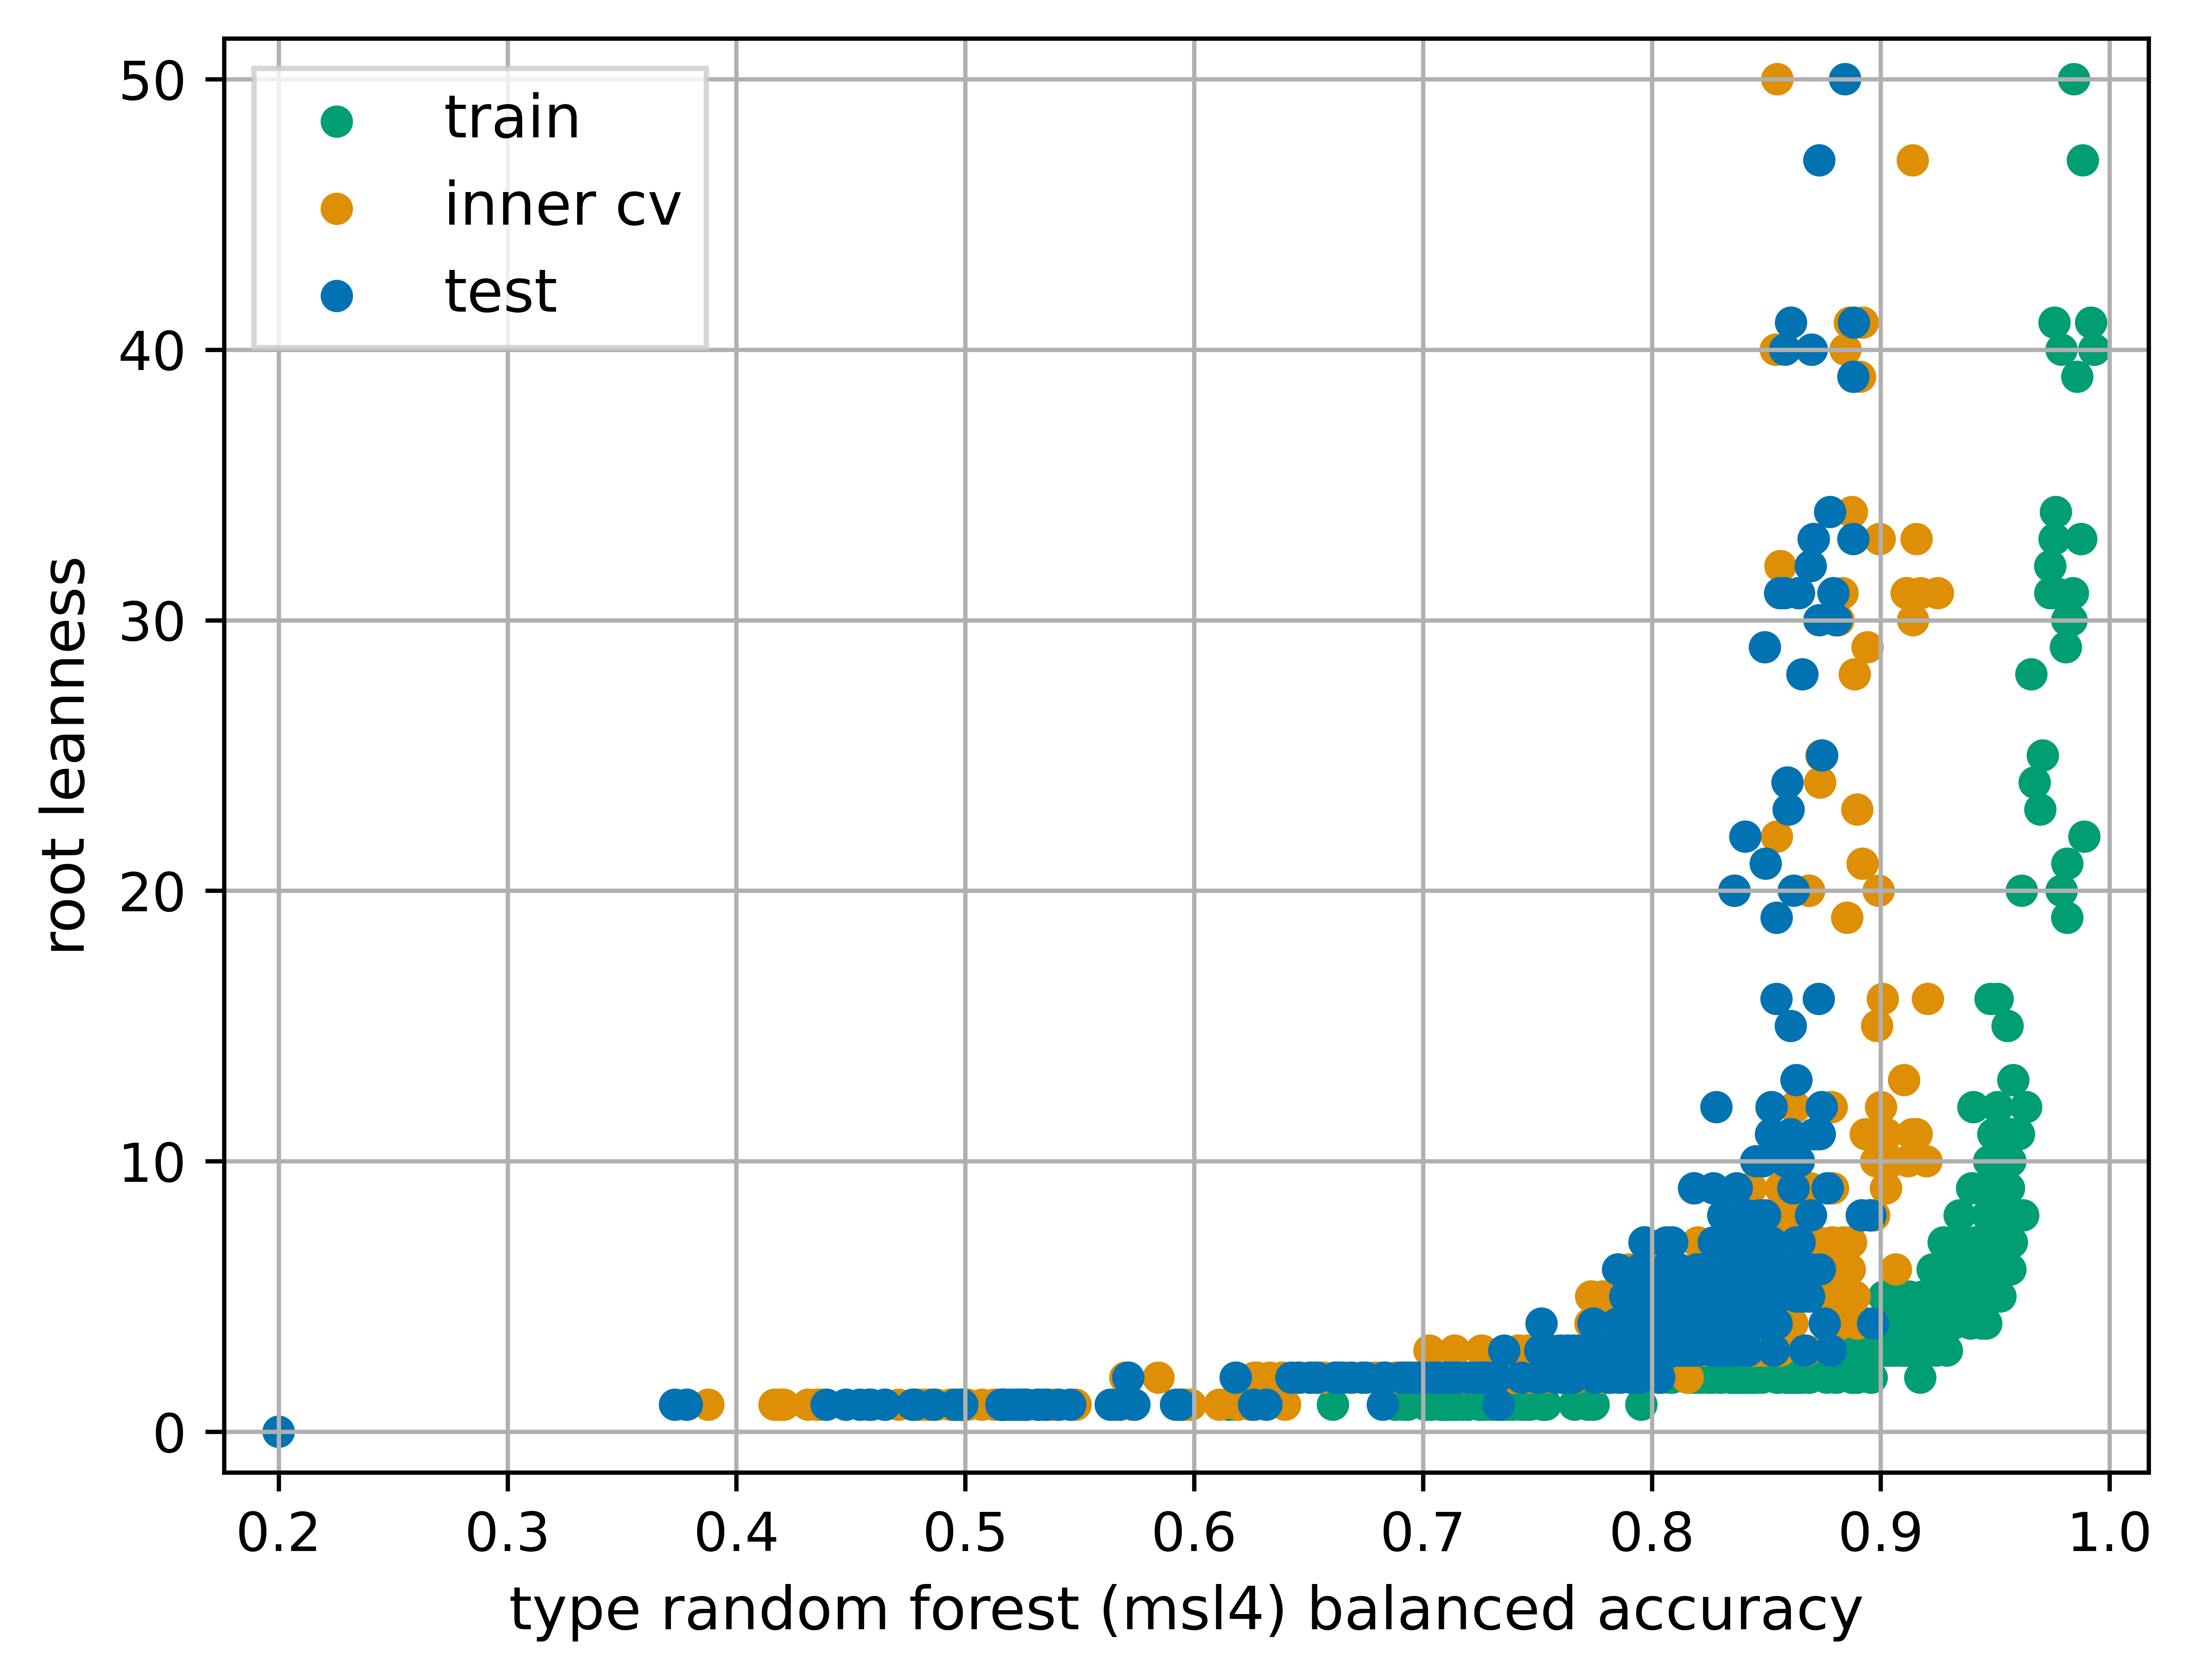 train
inner cv
test
50
40
30
20
10
0
root leanness
0.2 0.3 0.4 0.5 0.6 0.7 0.8 0.9 1.0
type random forest (msl4) balanced accuracy